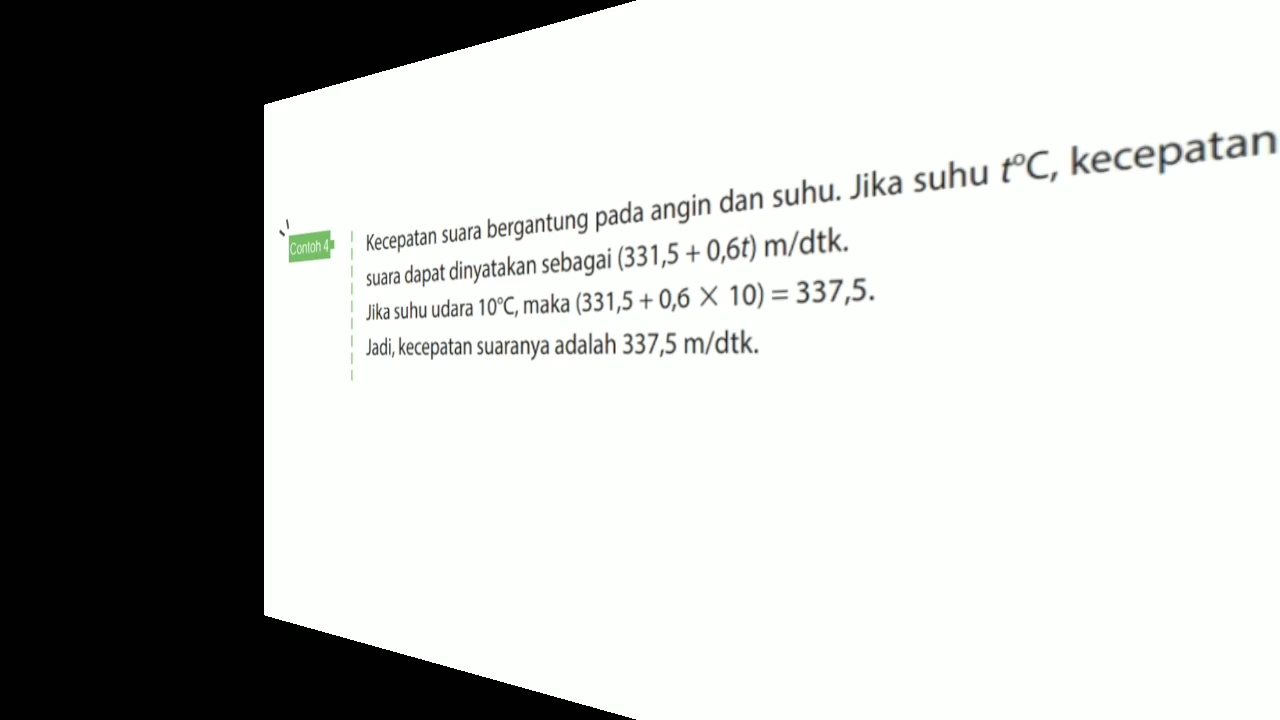 Contoh 4
Kecepatan suara bergantung pada angin dan suhu. Jika suhu t°C, kecepatan
suara dapat dinyatakan sebagai (331,5 + 0,6t) m/dtk.
Jika suhu udara 10°C, maka (331,5 + 0,6 × 10) = 337,5.
Jadi, kecepatan suaranya adalah 337,5 m/dtk.